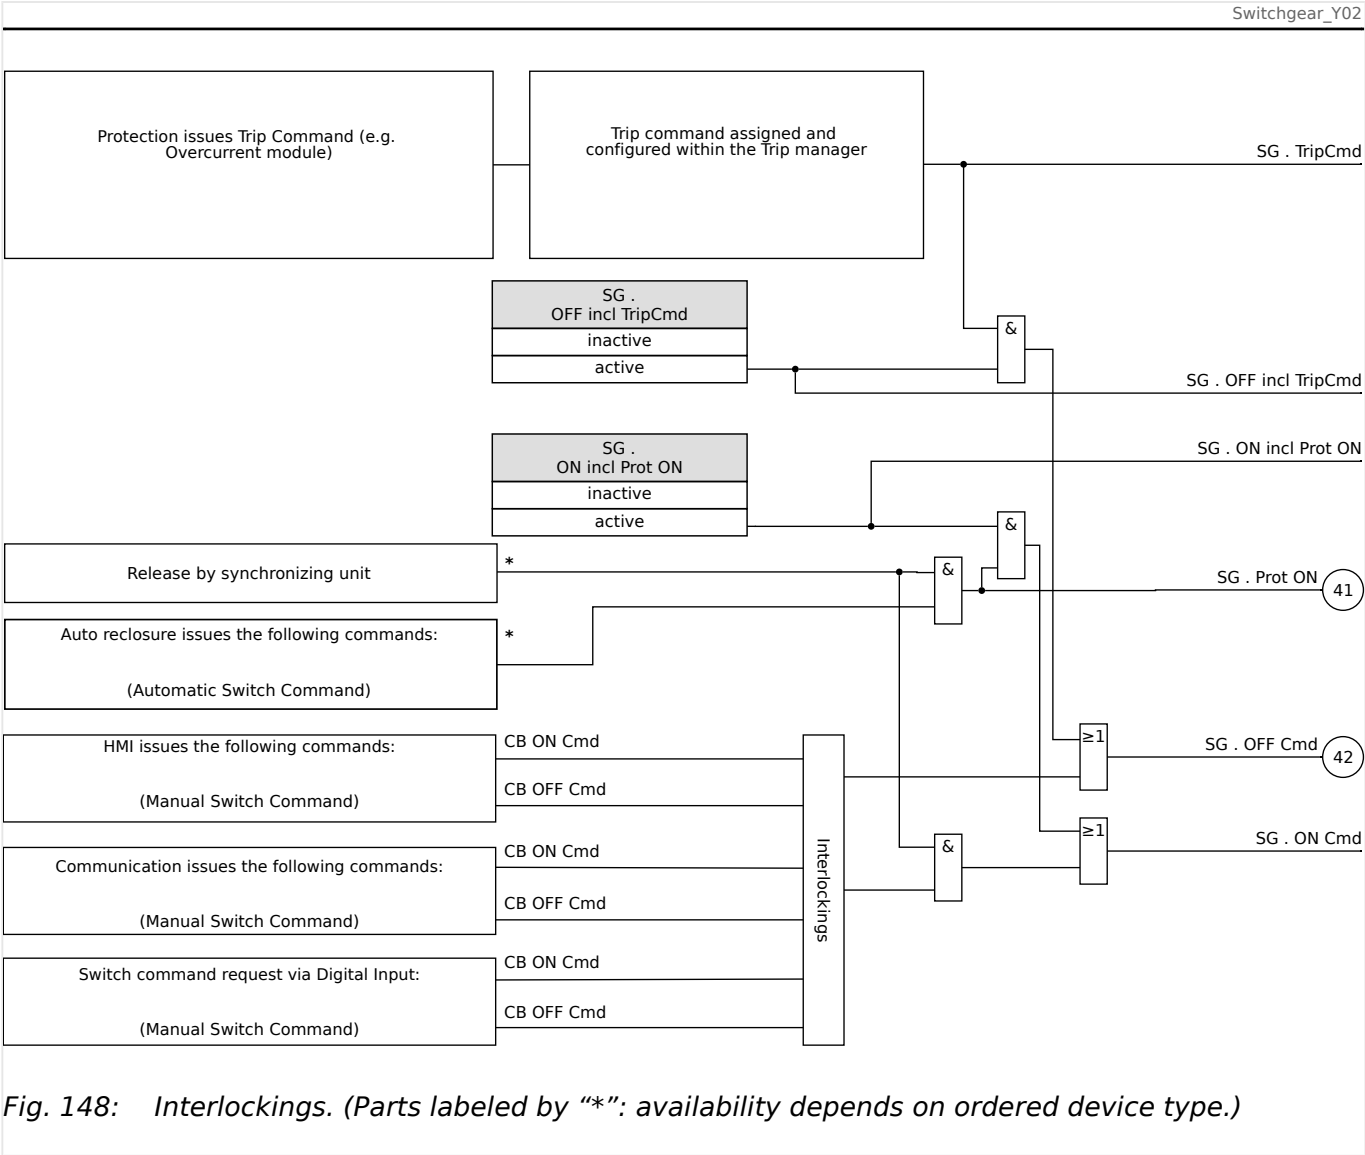 Switchgear_Y02
Protection issues Trip Command (e.g.
Overcurrent module)
Trip command assigned and
configured within the Trip manager
SG . TripCmd
SG .
OFF incl TripCmd
inactive
active
&
SG . OFF incl TripCmd
SG .
ON incl Prot ON
inactive
active
SG . ON incl Prot ON
&
Release by synchronizing unit
*
&
SG . Prot ON
41
Auto reclosure issues the following commands:
(Automatic Switch Command)
*
HMI issues the following commands:
(Manual Switch Command)
CB ON Cmd
CB OFF Cmd
≥1
SG . OFF Cmd
42
Communication issues the following commands:
(Manual Switch Command)
CB ON Cmd
CB OFF Cmd
Interlockings
&
≥1
SG . ON Cmd
Switch command request via Digital Input:
(Manual Switch Command)
CB ON Cmd
CB OFF Cmd
Fig. 148: Interlockings. (Parts labeled by “*”: availability depends on ordered device type.)